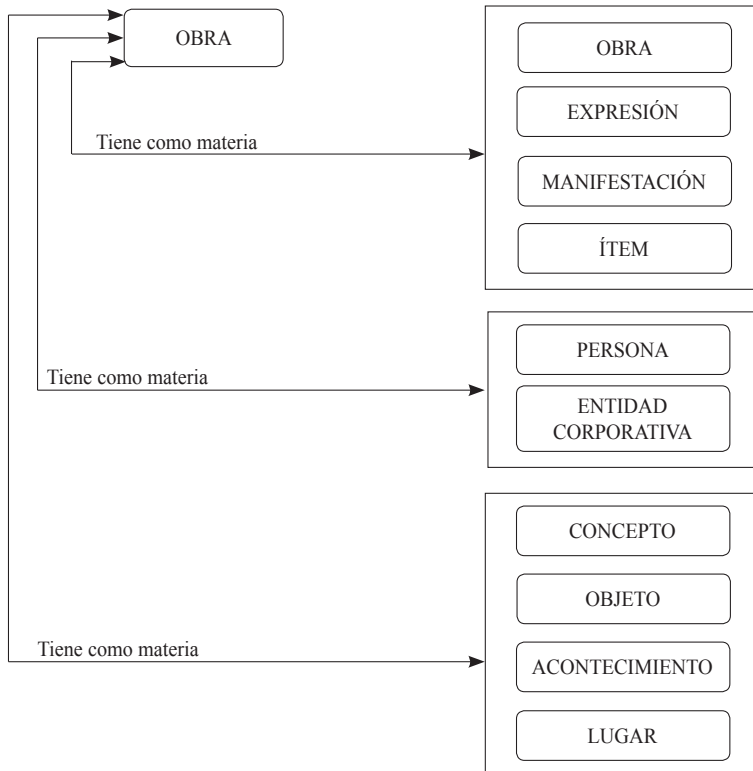 OBRA
OBRA
EXPRESIÓN
Tiene como materia
MANIFESTACIÓN
ÍTEM
PERSONA
Tiene como materia
ENTIDAD
CORPORATIVA
CONCEPTO
OBJETO
Tiene como materia
ACONTECIMIENTO
LUGAR